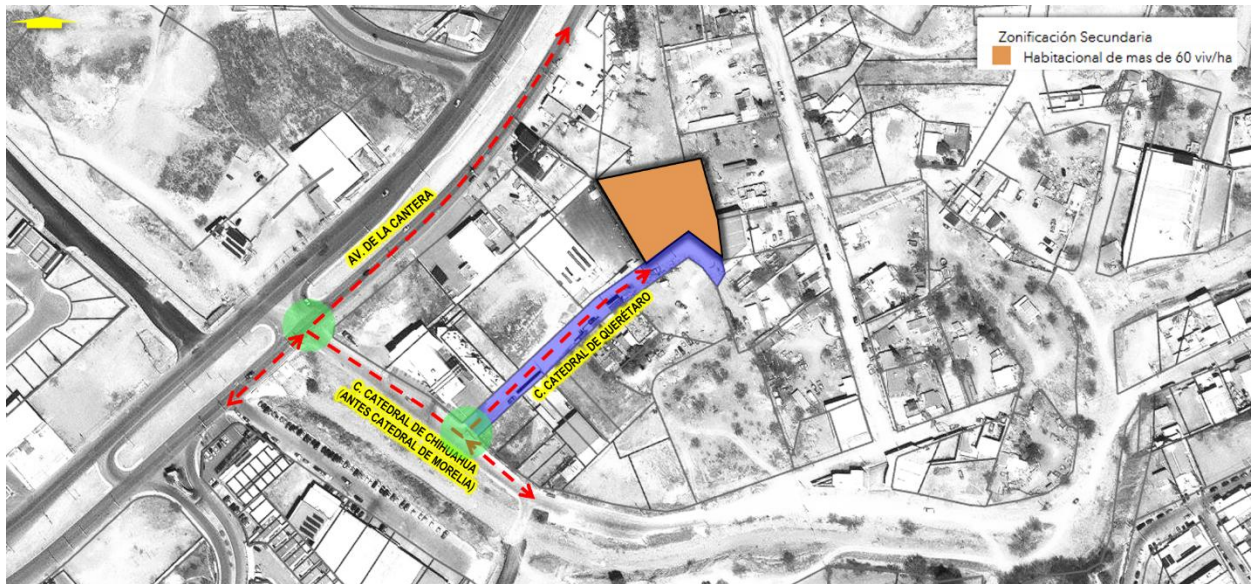 Zonificación Secundaria
Habitacional de mas de 60 viv/ha
AV. DE LA CANTERA
C. CATEDRAL DE QUERÉTARO
C. CATEDRAL DE CHIHUAHUA
(ANTES CATEDRAL DE MORELIA)